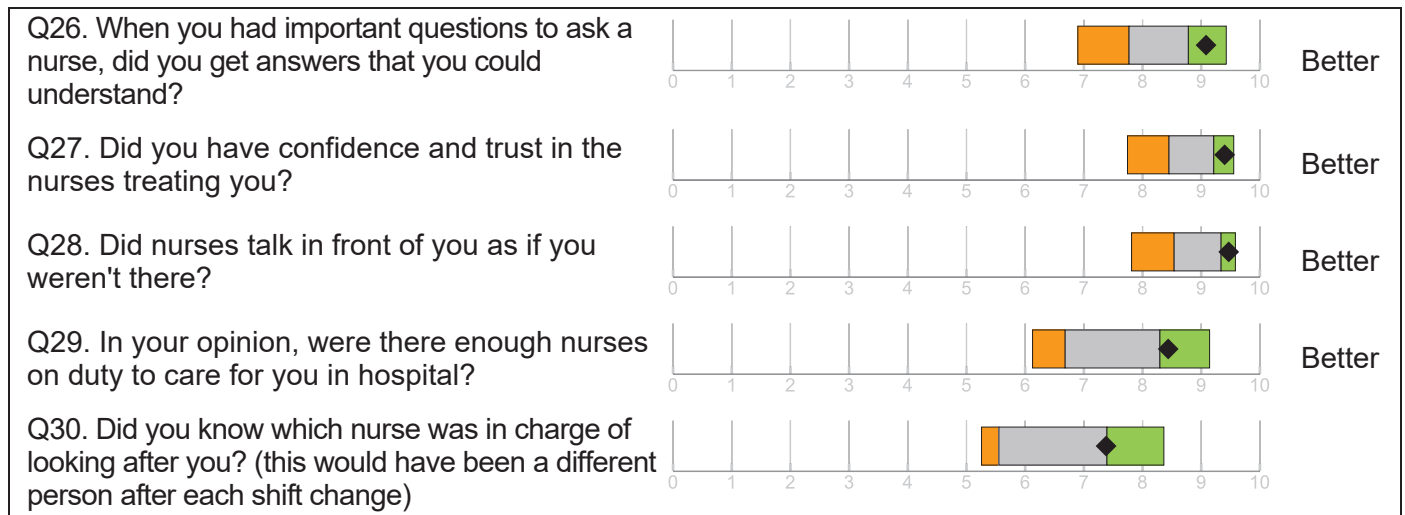 Q26. When you had important questions to ask a
nurse, did you get answers that you could
understand?
0 1 2 3 4 5 6 7 8 9 10
Better
Q27. Did you have confidence and trust in the
nurses treating you?
0 1 2 3 4 5 6 7 8 9 10
Better
Q28. Did nurses talk in front of you as if you
weren't there?
0 1 2 3 4 5 6 7 8 9 10
Better
Q29. In your opinion, were there enough nurses
on duty to care for you in hospital?
0 1 2 3 4 5 6 7 8 9 10
Better
Q30. Did you know which nurse was in charge of
looking after you? (this would have been a different
person after each shift change)
0 1 2 3 4 5 6 7 8 9 10